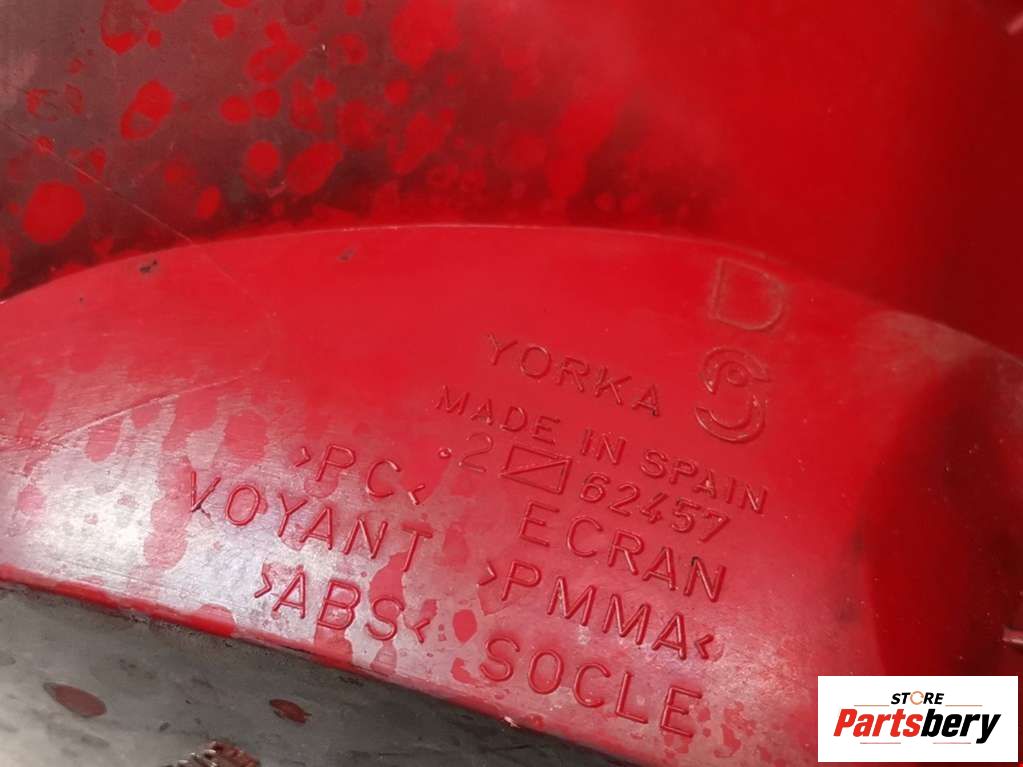 D
YORKA
MADE IN SPAIN
.2 62457
>PC< ECRAN
VOYANT >PMMA<
>ABS< SOCLE
STORE
Partsbery